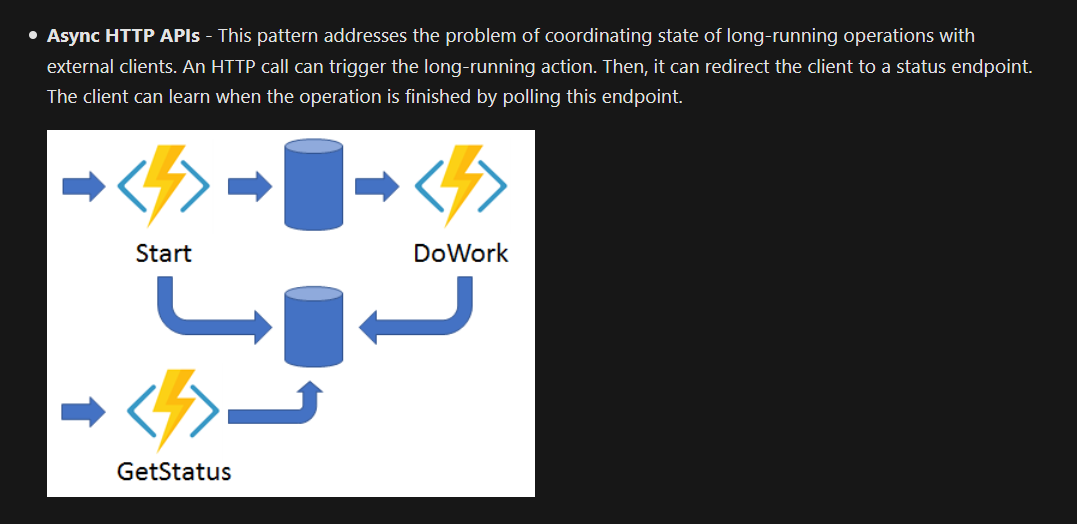 • Async HTTP APIs - This pattern addresses the problem of coordinating state of long-running operations with
external clients. An HTTP call can trigger the long-running action. Then, it can redirect the client to a status endpoint.
The client can learn when the operation is finished by polling this endpoint.
Start
DoWork
GetStatus